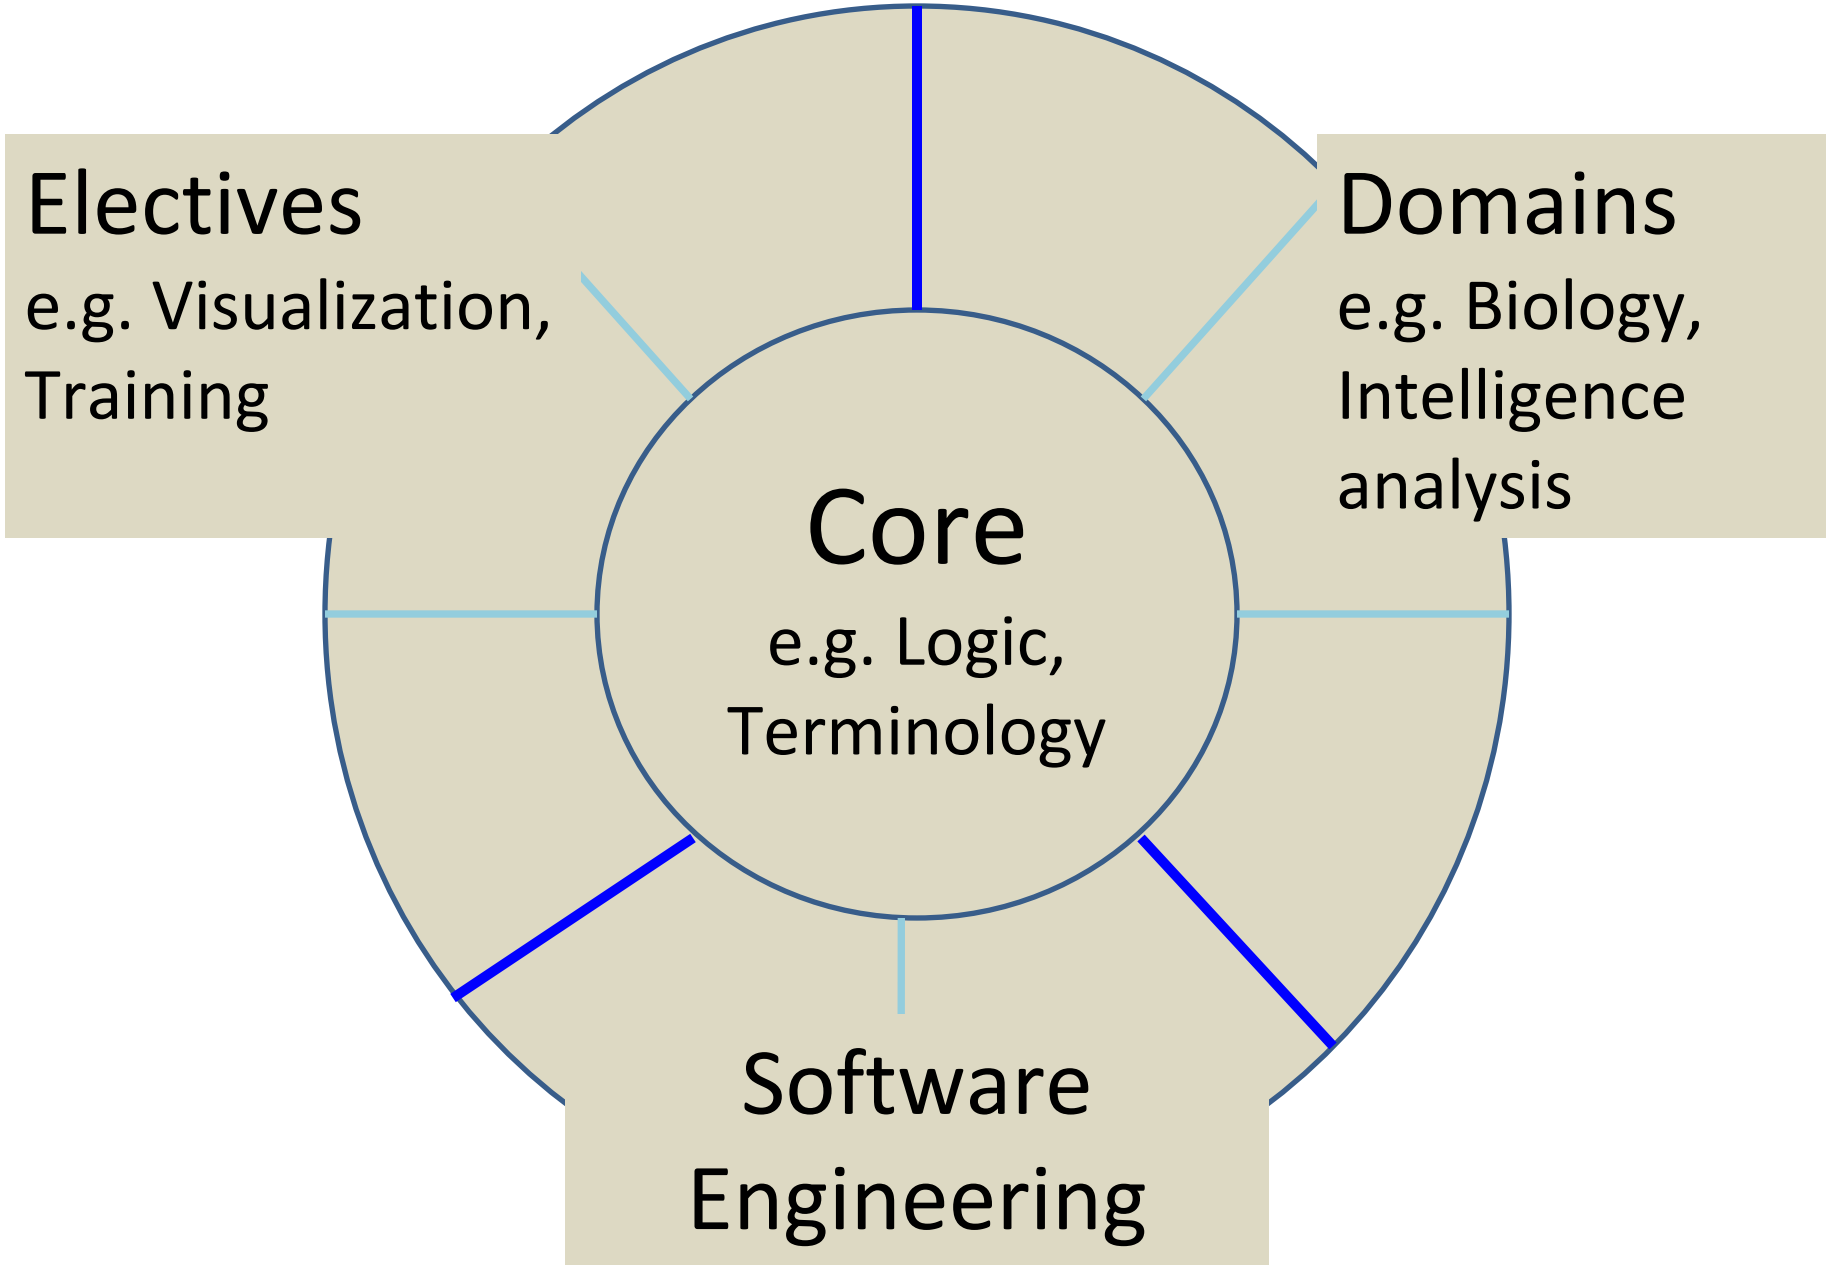 Electives
e.g. Visualization,
Training
Domains
e.g. Biology,
Intelligence
analysis
Core
e.g. Logic,
Terminology
Software
Engineering